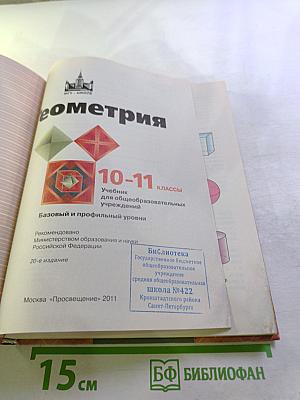 МГУ - ШКОЛЕ
еометрия
10-11 КЛАССЫ
Учебник
для общеобразовательных
учреждений
Базовый и профильный уровни
Рекомендовано
Министерством образования и науки
Российской Федерации
20-е издание
Библиотека
Государственное бюджетное
общеобразовательное
учреждение
средняя общеобразовательная
школа №422
Кронштадтского района
Санкт-Петербурга
Москва «Просвещение» 2011
15 см
БФ БИБЛИОФАН